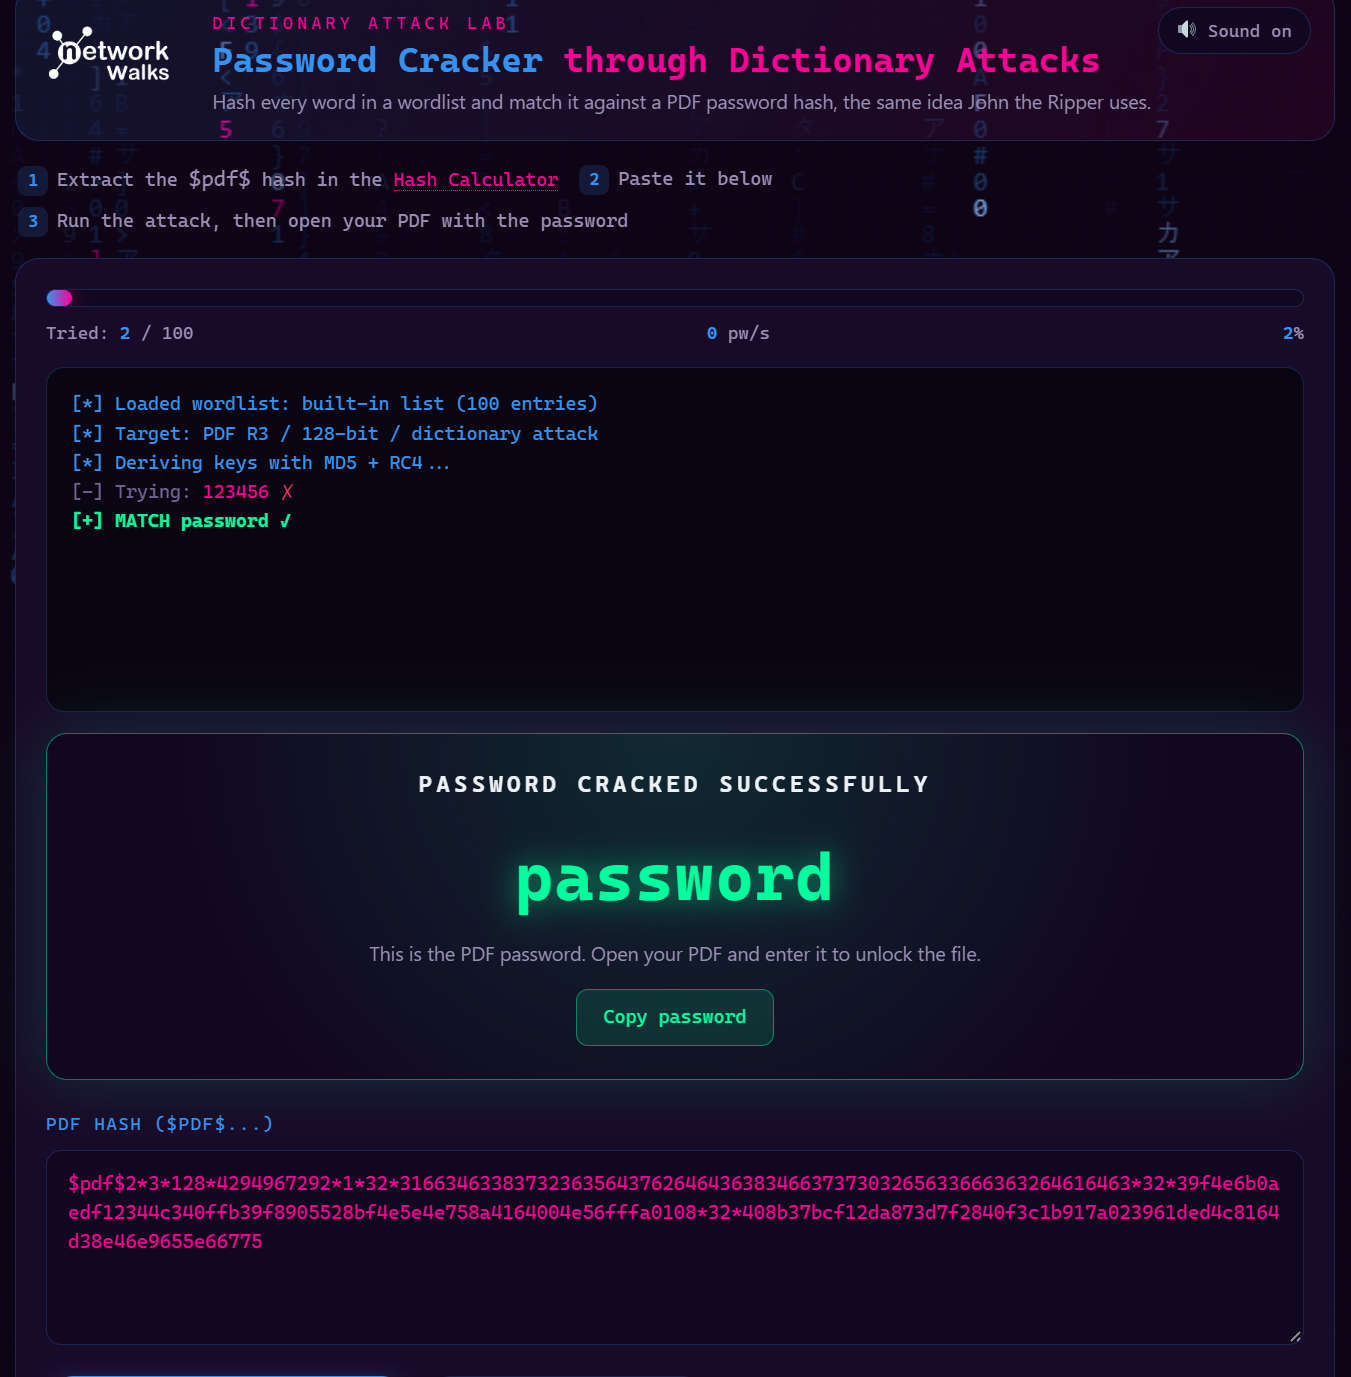 DICTIONARY ATTACK LAB
network
Walks
Password Cracker through Dictionary Attacks
Hash every word in a wordlist and match it against a PDF password hash, the same idea John the Ripper uses.
Sound on
1 Extract the $pdf$ hash in the Hash Calculator 2 Paste it below
3 Run the attack, then open your PDF with the password
Tried: 2 / 100 0 pw/s 2%
[*] Loaded wordlist: built-in list (100 entries)
[*] Target: PDF R3 / 128-bit / dictionary attack
[*] Deriving keys with MD5 + RC4...
[-] Trying: 123456 ✗
[+] MATCH password ✓
PASSWORD CRACKED SUCCESSFULLY
password
This is the PDF password. Open your PDF and enter it to unlock the file.
Copy password
PDF HASH ($PDF$...)
$pdf$2*3*128*4294967292*1*32*31663463383732363564376264643638346637373032656336663632646164​63*32*39f4e6b0a
edf12344c340ffb39f8905528bf4e5e4e758a4164004e56fffa0108*32*408b37bcf12da873d7f2840f3c1b917a023961ded4c8164
d38e46e9655e66775